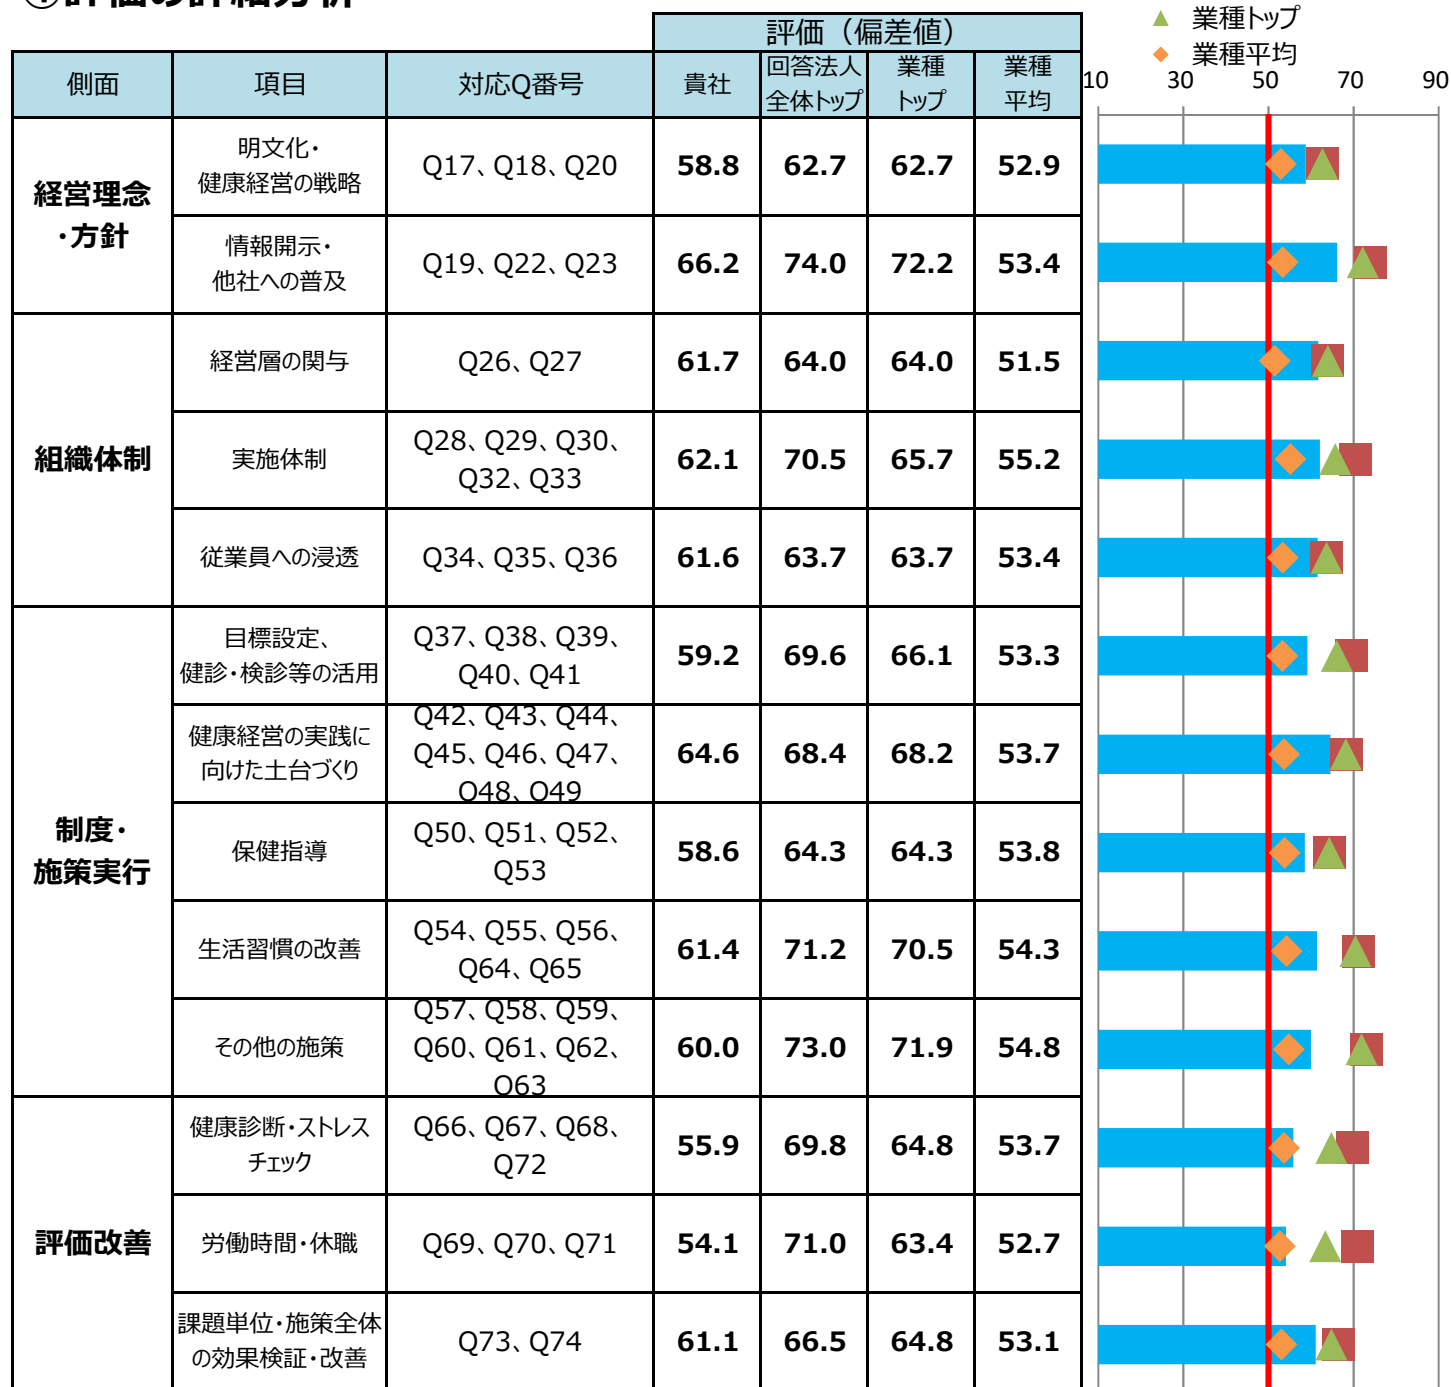 ①評価の詳細分析
▲ 業種トップ
◆ 業種平均
評価（偏差値）
側面 項目 対応Q番号 貴社 回答法人 業種 業種
全体トップ トップ 平均
10 30 50 70 90
経営理念
・方針
明文化・
健康経営の戦略
Q17、Q18、Q20 58.8 62.7 62.7 52.9
情報開示・
他社への普及
Q19、Q22、Q23 66.2 74.0 72.2 53.4
組織体制
経営層の関与 Q26、Q27 61.7 64.0 64.0 51.5
実施体制
Q28、Q29、Q30、
Q32、Q33
62.1 70.5 65.7 55.2
従業員への浸透 Q34、Q35、Q36 61.6 63.7 63.7 53.4
制度・
施策実行
目標設定、
健診・検診等の活用
Q37、Q38、Q39、
Q40、Q41
59.2 69.6 66.1 53.3
健康経営の実践に
向けた土台づくり
Q42、Q43、Q44、
Q45、Q46、Q47、
Q48、Q49
64.6 68.4 68.2 53.7
保健指導
Q50、Q51、Q52、
Q53
58.6 64.3 64.3 53.8
生活習慣の改善
Q54、Q55、Q56、
Q64、Q65
61.4 71.2 70.5 54.3
その他の施策
Q57、Q58、Q59、
Q60、Q61、Q62、
Q63
60.0 73.0 71.9 54.8
評価改善
健康診断・ストレス
チェック
Q66、Q67、Q68、
Q72
55.9 69.8 64.8 53.7
労働時間・休職 Q69、Q70、Q71 54.1 71.0 63.4 52.7
課題単位・施策全体
の効果検証・改善
Q73、Q74 61.1 66.5 64.8 53.1